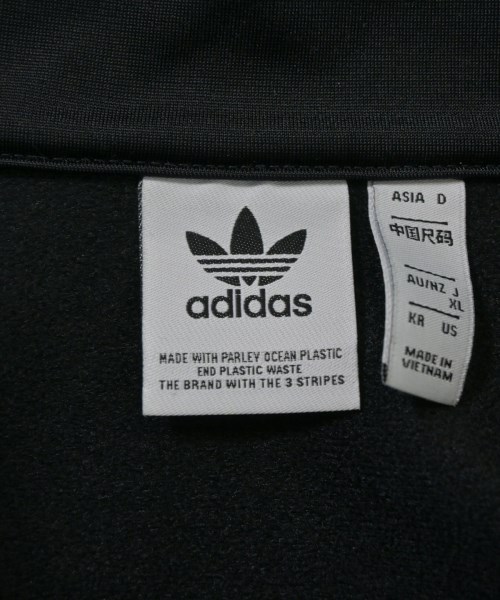 adidas
MADE WITH PARLEY OCEAN PLASTIC
END PLASTIC WASTE
THE BRAND WITH THE 3 STRIPES
ASIA D
中国尺码
AU/NZ J
XL
KR US
MADE IN
VIETNAM